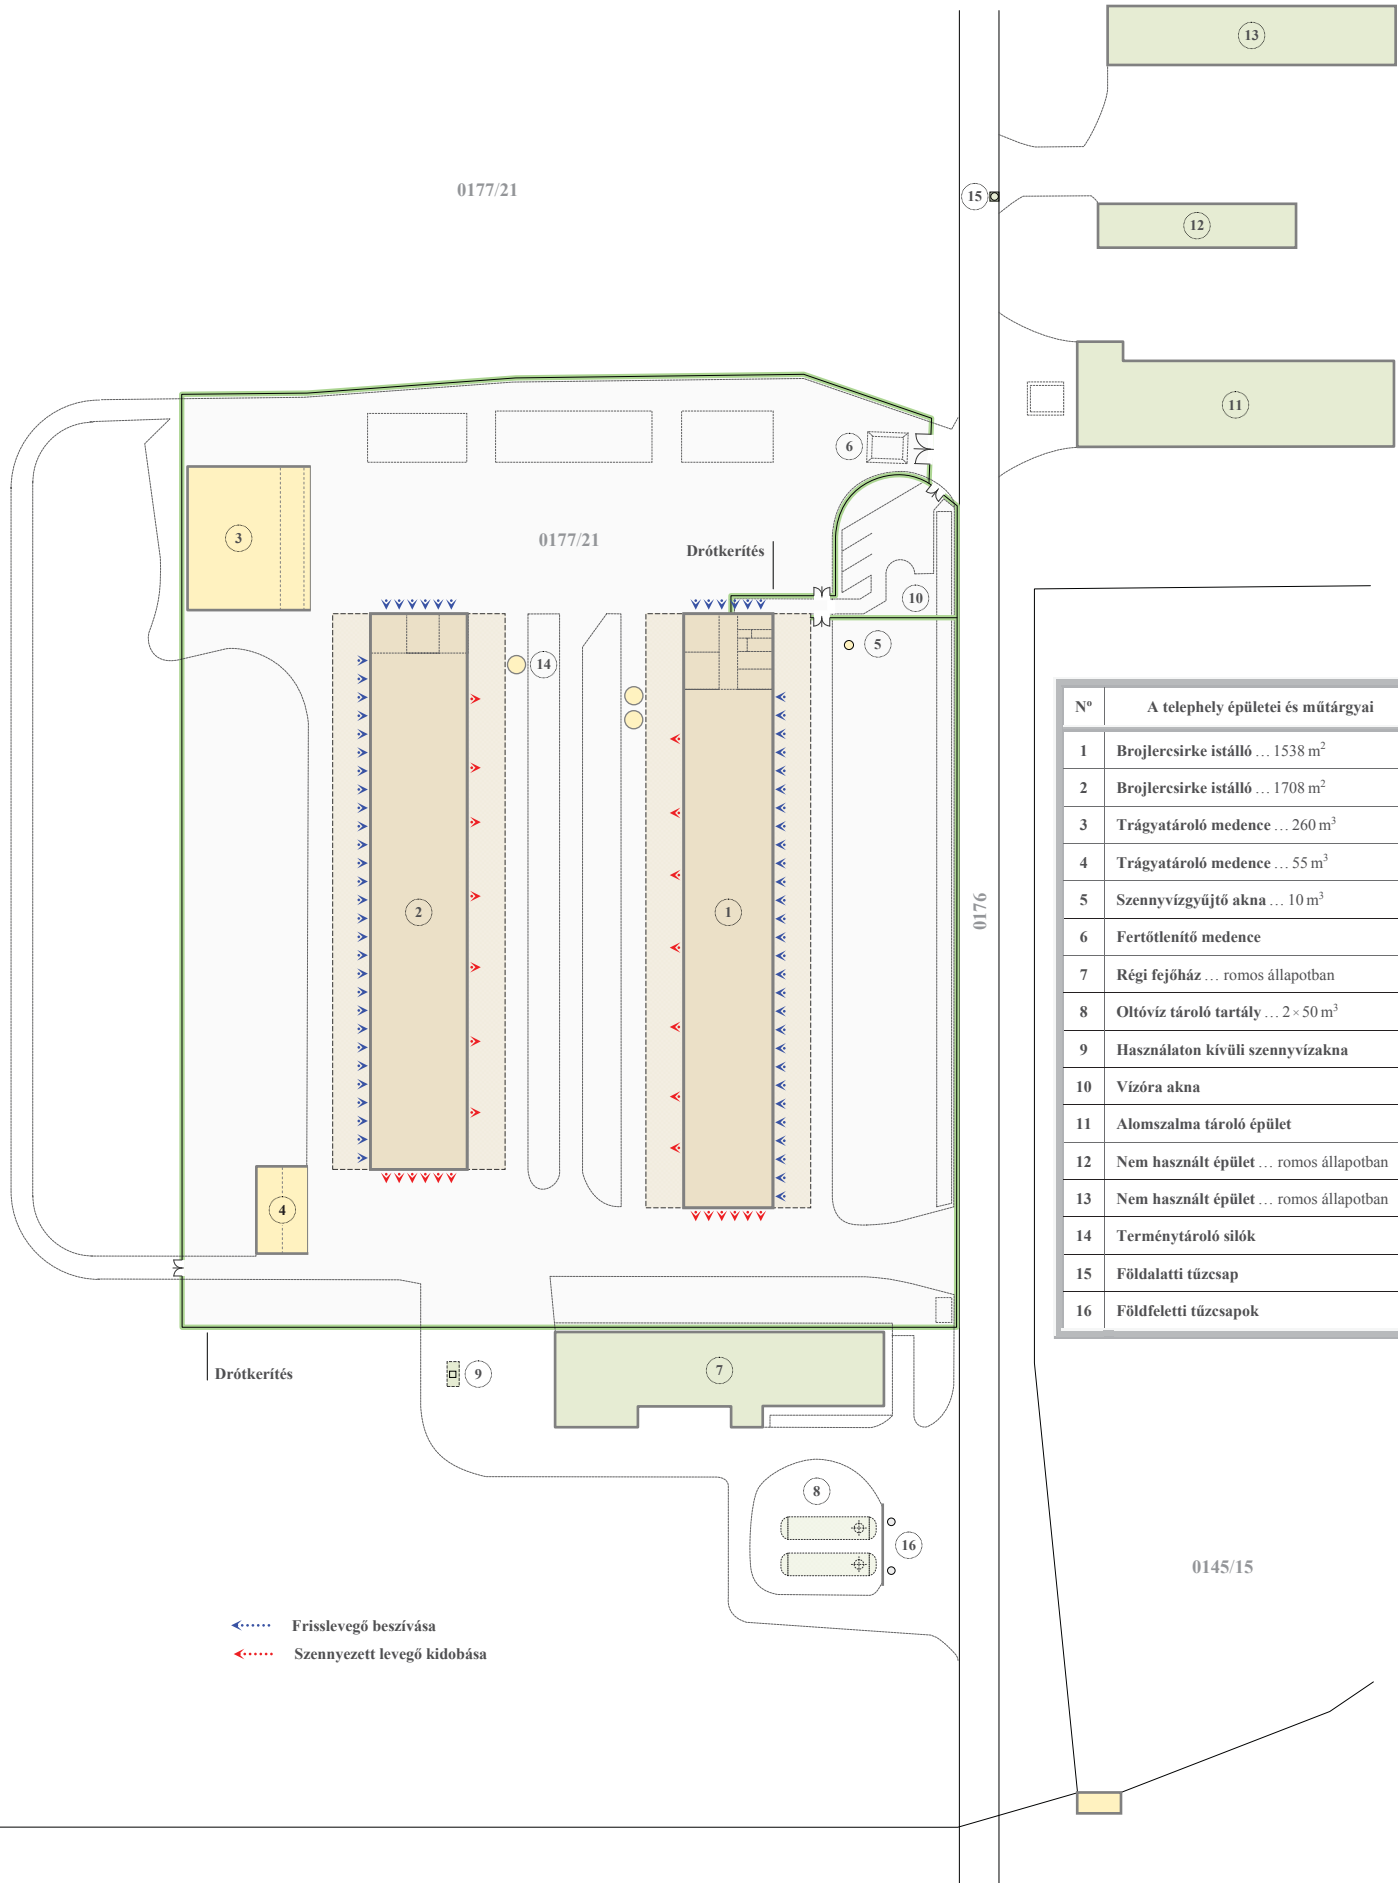 13
0177/21
15
12
11
6
3
0177/21
Drótkerítés
10
5
14
Nº A telephely épületei és műtárgyai
1 Brojlercsirke istálló … 1538 m²
2 Brojlercsirke istálló … 1708 m²
3 Trágyatároló medence … 260 m³
4 Trágyatároló medence … 55 m³
5 Szennyvízgyűjtő akna … 10 m³
6 Fertőtlenítő medence
7 Régi fejőház … romos állapotban
8 Oltóvíz tároló tartály … 2 × 50 m³
9 Használaton kívüli szennyvízakna
10 Vízóra akna
11 Alomszalma tároló épület
12 Nem használt épület … romos állapotban
13 Nem használt épület … romos állapotban
14 Terménytároló silók
15 Földalatti tűzcsap
16 Földfeletti tűzcsapok
2
1
0176
4
Drótkerítés
9
7
8
16
0145/15
Frisslevegő beszívása
Szennyezett levegő kidobása